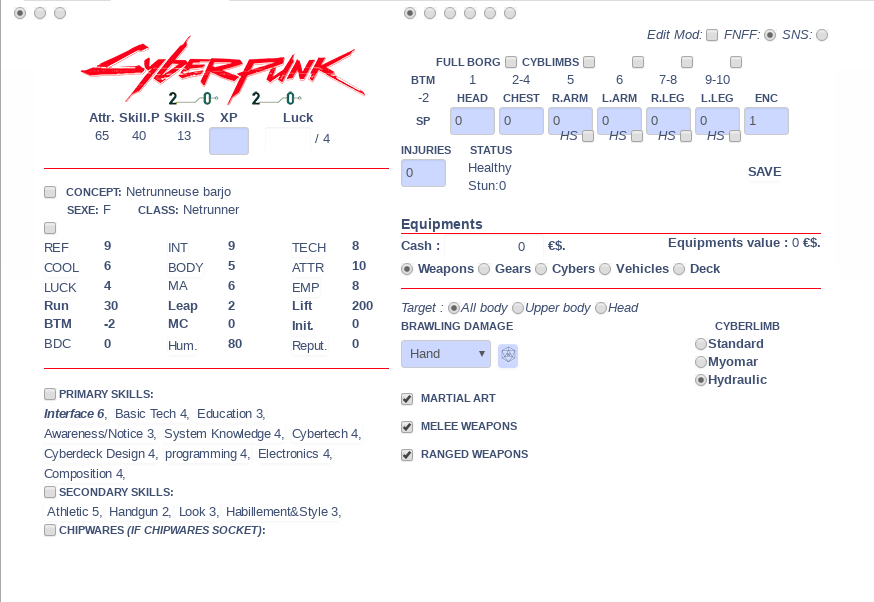 CYBERPUNK
2 0 2 0
Attr. Skill.P Skill.S XP Luck
65 40 13 / 4
CONCEPT: Netrunneuse barjo
SEXE: F CLASS: Netrunner
REF 9 INT 9 TECH 8
COOL 6 BODY 5 ATTR 10
LUCK 4 MA 6 EMP 8
Run 30 Leap 2 Lift 200
BTM -2 MC 0 Init. 0
BDC 0 Hum. 80 Reput. 0
PRIMARY SKILLS:
Interface 6, Basic Tech 4, Education 3,
Awareness/Notice 3, System Knowledge 4, Cybertech 4,
Cyberdeck Design 4, programming 4, Electronics 4,
Composition 4,
SECONDARY SKILLS:
Athletic 5, Handgun 2, Look 3, Habillement&Style 3,
CHIPWARES (IF CHIPWARES SOCKET):
Edit Mod: FNFF: SNS:
FULL BORG CYBLIMBS
BTM 1 2-4 5 6 7-8 9-10
-2 HEAD CHEST R.ARM L.ARM R.LEG L.LEG ENC
SP 0 0 0 0 0 0 1
HS HS HS HS
INJURIES STATUS
0 Healthy SAVE
Stun:0
Equipments
Cash : 0 €$. Equipments value : 0 €$.
Weapons Gears Cybers Vehicles Deck
Target : All body Upper body Head
BRAWLING DAMAGE CYBERLIMB
Hand Standard
Myomar
Hydraulic
MARTIAL ART
MELEE WEAPONS
RANGED WEAPONS